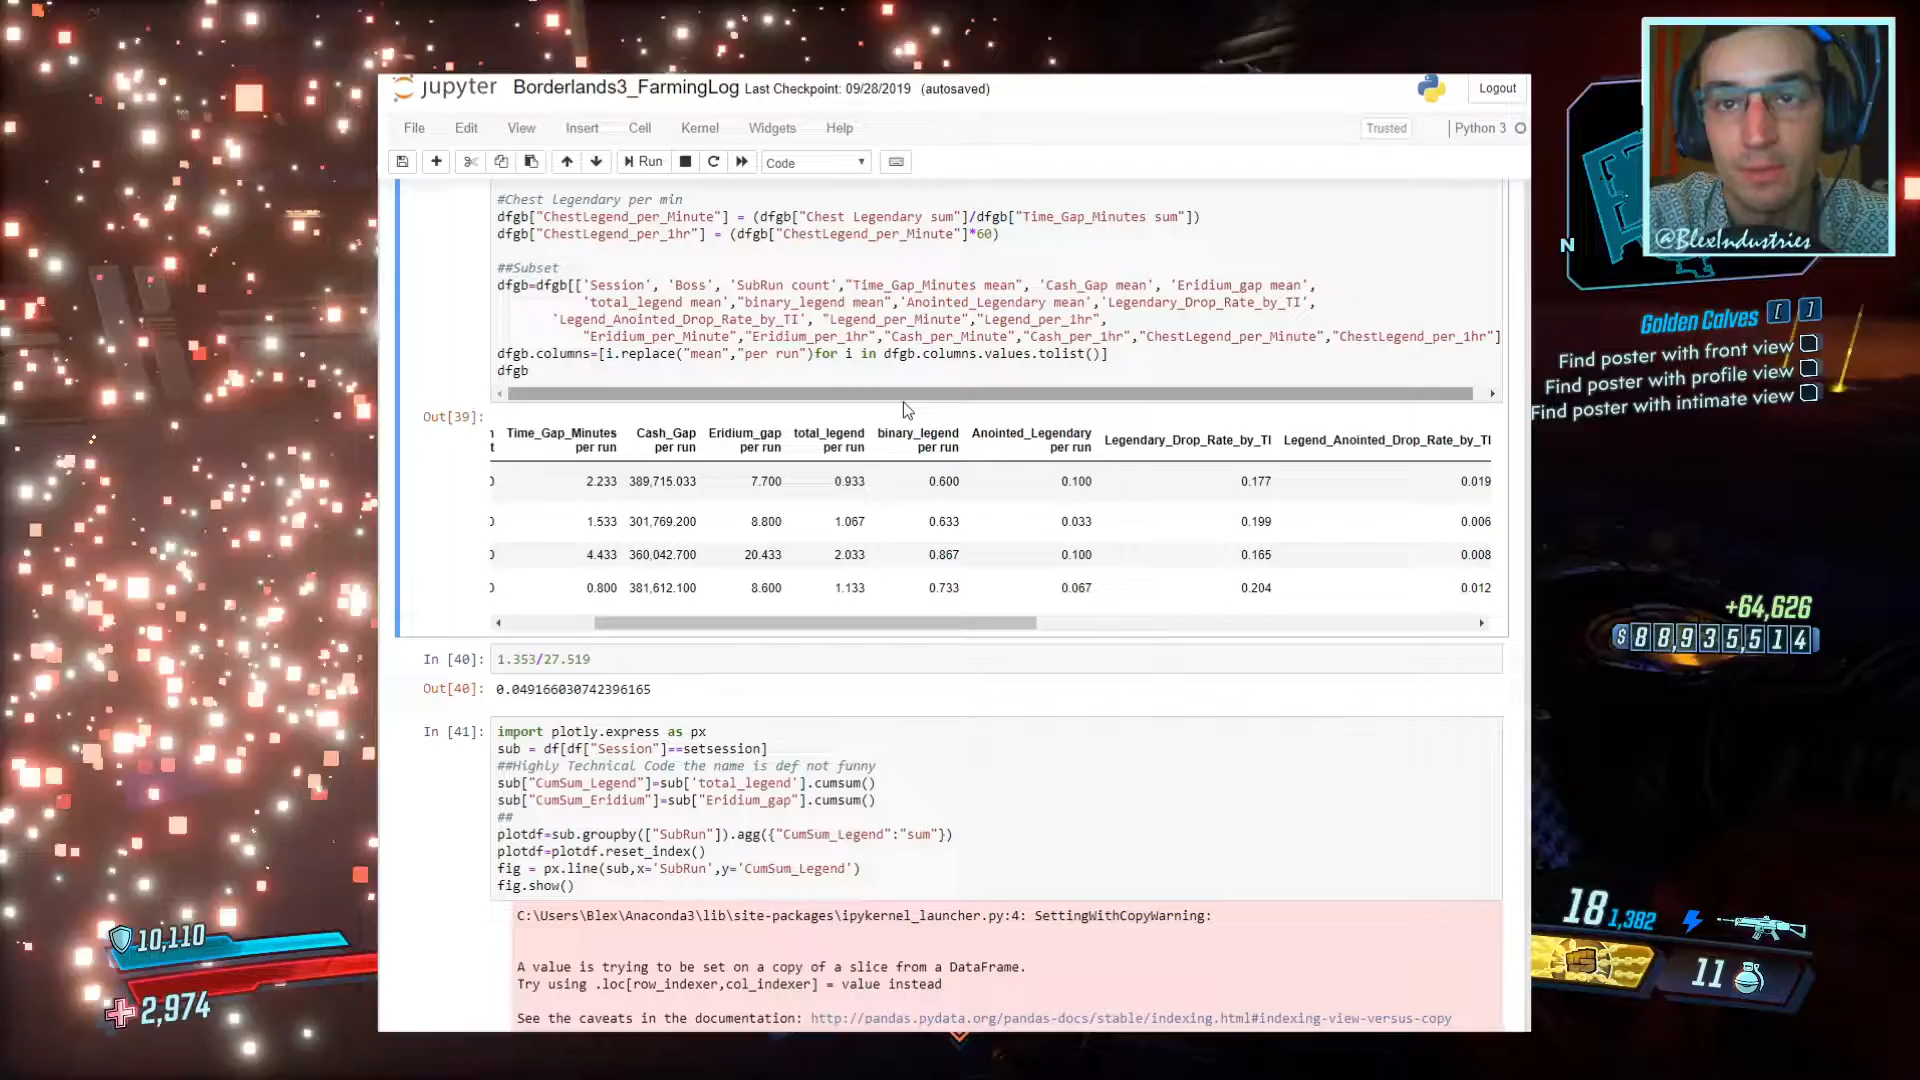 jupyter Borderlands3_FarmingLog Last Checkpoint: 09/28/2019 (autosaved)
Logout
File Edit View Insert Cell Kernel Widgets Help
Trusted Python 3
Run Code
#Chest Legendary per min
dfgb["ChestLegend_per_Minute"] = (dfgb["Chest Legendary sum"]/dfgb["Time_Gap_Minutes sum"])
dfgb["ChestLegend_per_1hr"] = (dfgb["ChestLegend_per_Minute"]*60)
##Subset
dfgb=dfgb[['Session', 'Boss', 'SubRun count',"Time_Gap_Minutes mean", 'Cash_Gap mean', 'Eridium_gap mean',
'total_legend mean',"binary_legend mean",'Anointed_Legendary mean','Legendary_Drop_Rate_by_TI',
'Legend_Anointed_Drop_Rate_by_TI', "Legend_per_Minute","Legend_per_1hr",
"Eridium_per_Minute","Eridium_per_1hr","Cash_per_Minute","Cash_per_1hr","ChestLegend_per_Minute","ChestLegend_per_1hr"]
dfgb.columns=[i.replace("mean","per run")for i in dfgb.columns.values.tolist()]
dfgb
Out[39]:
Time_Gap_Minutes per run Cash_Gap per run Eridium_gap per run total_legend per run binary_legend per run Anointed_Legendary per run Legendary_Drop_Rate_by_TI Legend_Anointed_Drop_Rate_by_TI
2.233 389,715.033 7.700 0.933 0.600 0.100 0.177 0.019
1.533 301,769.200 8.800 1.067 0.633 0.033 0.199 0.006
4.433 360,042.700 20.433 2.033 0.867 0.100 0.165 0.008
0.800 381,612.100 8.600 1.133 0.733 0.067 0.204 0.012
In [40]: 1.353/27.519
Out[40]: 0.049166030742396165
In [41]: import plotly.express as px
sub = df[df["Session"]==setsession]
##Highly Technical Code the name is def not funny
sub["CumSum_Legend"]=sub['total_legend'].cumsum()
sub["CumSum_Eridium"]=sub["Eridium_gap"].cumsum()
##
plotdf=sub.groupby(["SubRun"]).agg({"CumSum_Legend":"sum"})
plotdf=plotdf.reset_index()
fig = px.line(sub,x='SubRun',y='CumSum_Legend')
fig.show()
C:\Users\Blex\Anaconda3\lib\site-packages\ipykernel_launcher.py:4: SettingWithCopyWarning:
A value is trying to be set on a copy of a slice from a DataFrame.
Try using .loc[row_indexer,col_indexer] = value instead
See the caveats in the documentation: http://pandas.pydata.org/pandas-docs/stable/indexing.html#indexing-view-versus-copy
@BlexIndustries
N
Golden Calves [ ]
Find poster with front view
Find poster with profile view
Find poster with intimate view
+64,626
$88,935,514
18 1,382
11
10,110
2,974